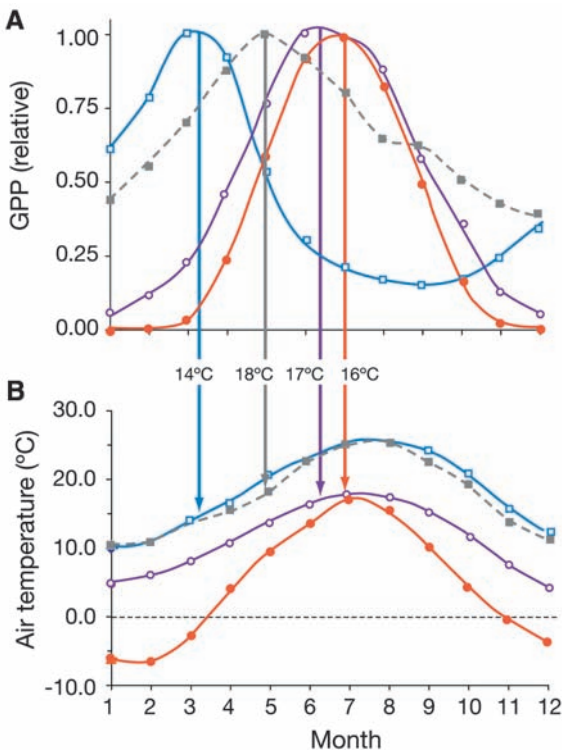 A
1.00
0.75
0.50
0.25
0.00
GPP (relative)
14ºC
18ºC
17ºC
16ºC
B
30.0
20.0
10.0
0.0
-10.0
Air temperature (ºC)
1 2 3 4 5 6 7 8 9 10 11 12
Month